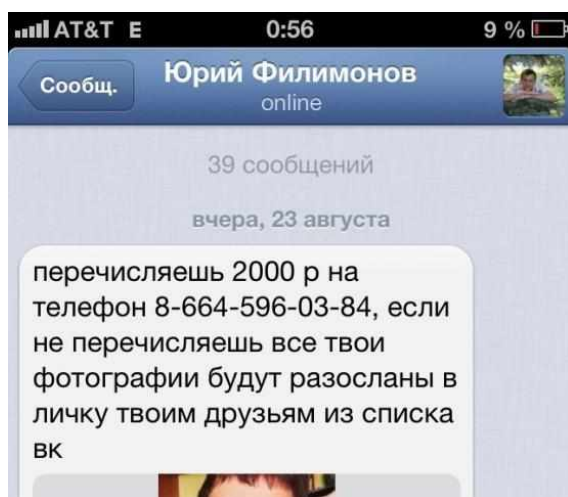 AT&T E 0:56 9 %
Сообщ. Юрий Филимонов
online
39 сообщений
вчера, 23 августа
перечисляешь 2000 р на
телефон 8-664-596-03-84, если
не перечисляешь все твои
фотографии будут разосланы в
личку твоим друзьям из списка
вк